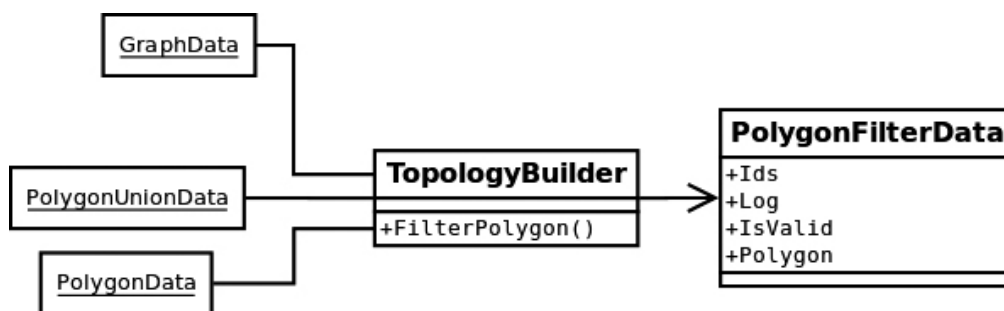 GraphData
PolygonUnionData
PolygonData
TopologyBuilder
+FilterPolygon()
PolygonFilterData
+Ids
+Log
+IsValid
+Polygon